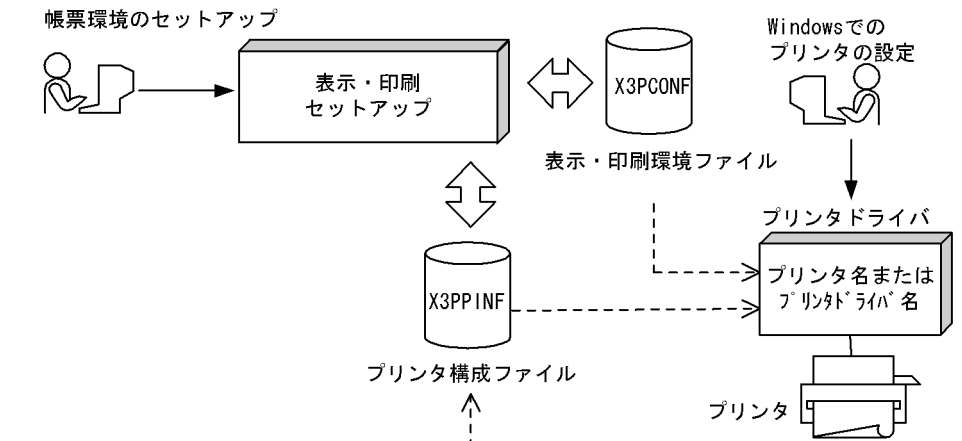 帳票環境のセットアップ
Windowsでの
プリンタの設定
表示・印刷
セットアップ
X3PCONF
表示・印刷環境ファイル
プリンタドライバ
プリンタ名または
プリンタドライバ名
X3PPINF
プリンタ構成ファイル
プリンタ